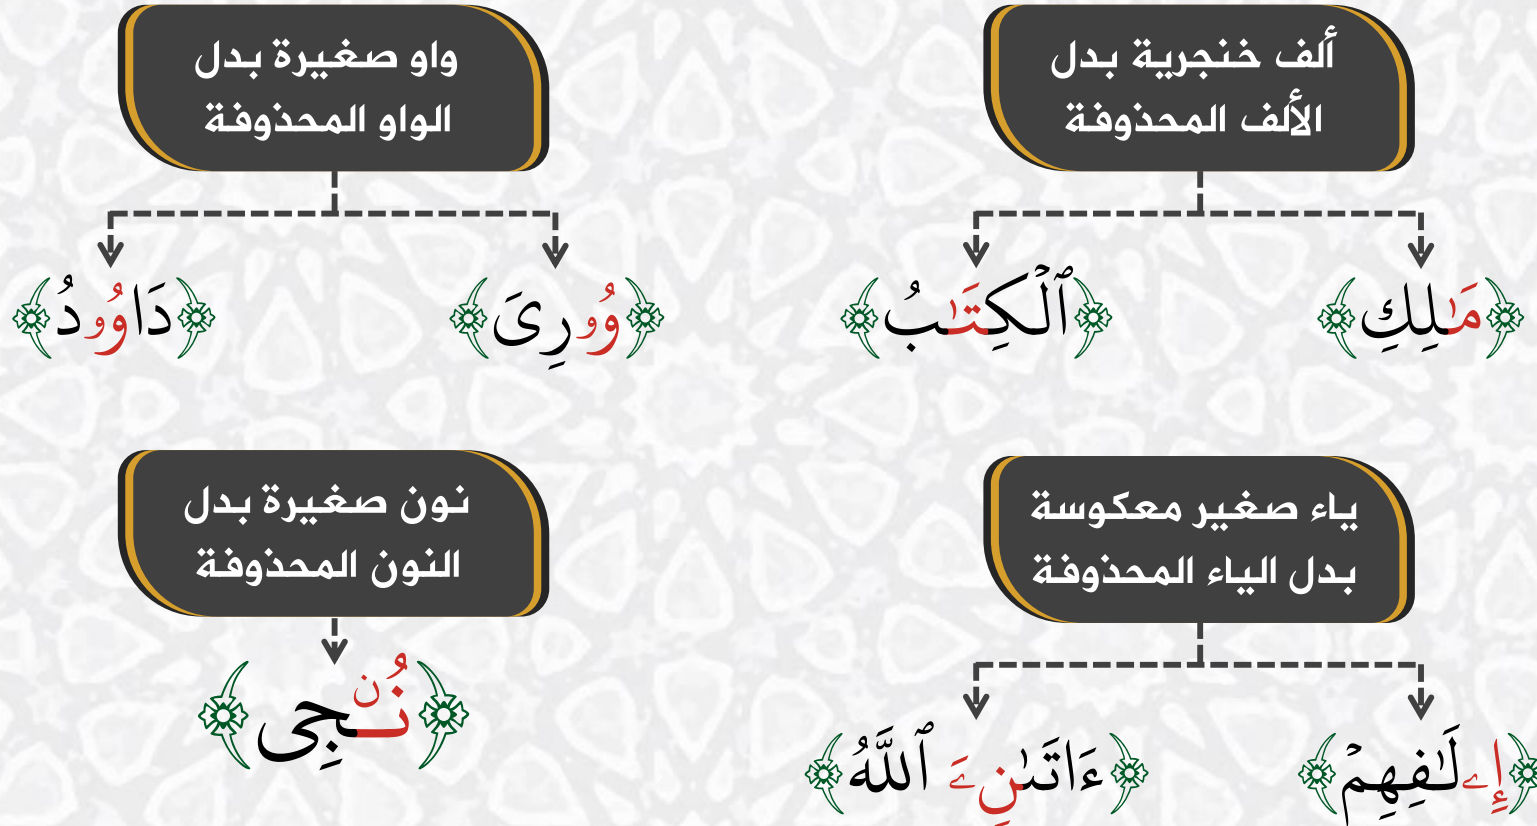 ألف خنجرية بدل
الألف المحذوفة
واو صغيرة بدل
الواو المحذوفة
﴿مَٰلِكِ﴾
﴿ٱلۡكِتَٰبُ﴾
﴿وُۥرِيَ﴾
﴿دَاوُۥدُ﴾
ياء صغير معكوسة
بدل الياء المحذوفة
نون صغيرة بدل
النون المحذوفة
﴿إِۦلَٰفِهِمۡ﴾
﴿ءَاتَىٰنِۦَ ٱللَّهُ﴾
﴿نُـۨجِي﴾